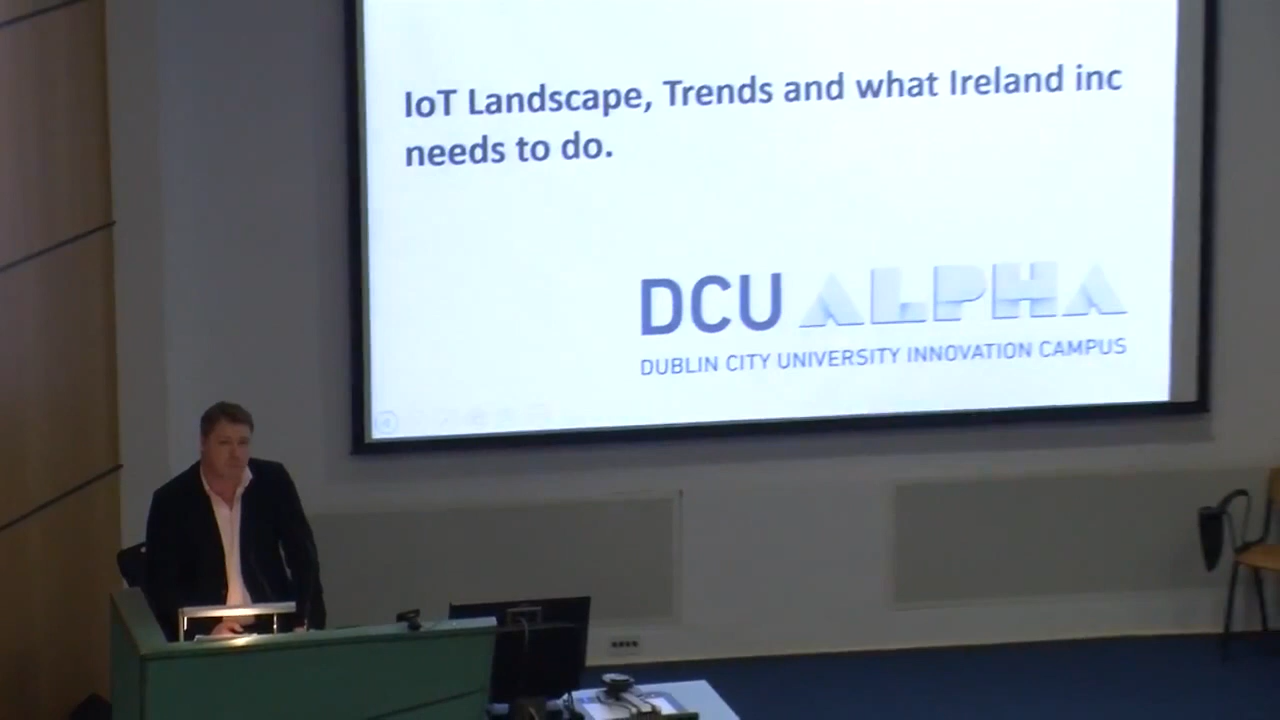 IoT Landscape, Trends and what Ireland inc
needs to do.
DCU ALPHA
DUBLIN CITY UNIVERSITY INNOVATION CAMPUS